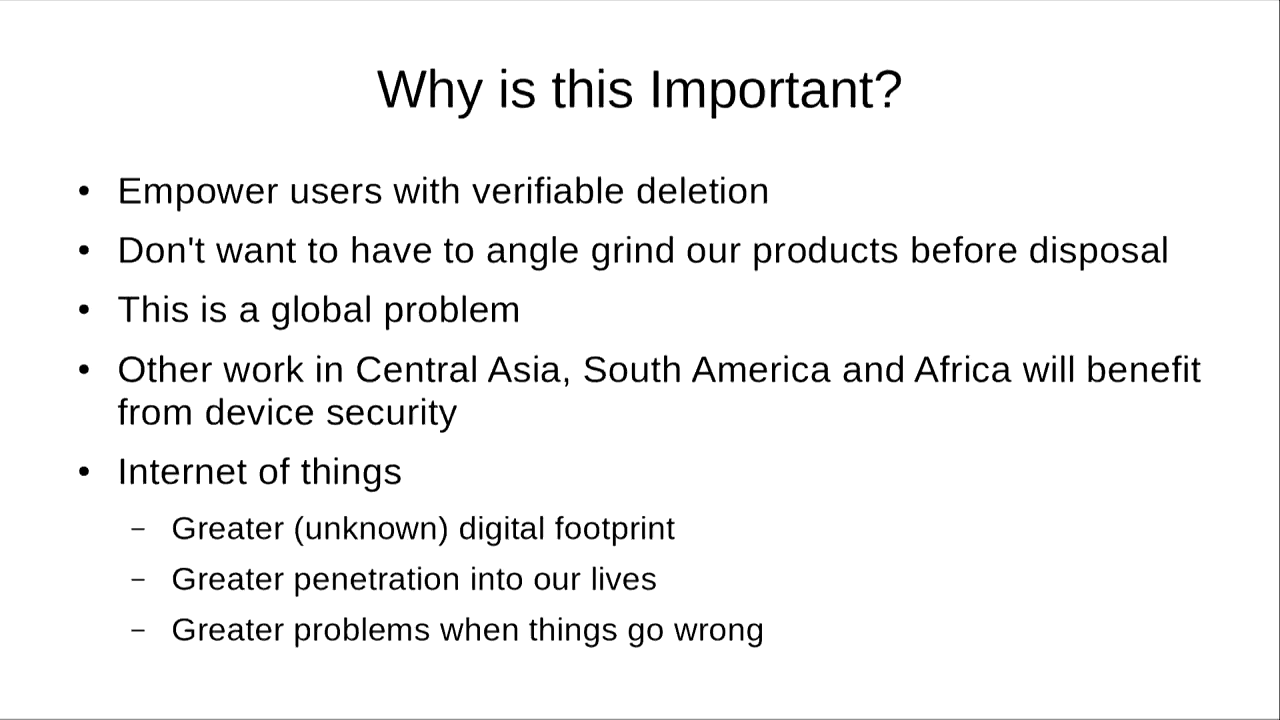 Why is this Important?
• Empower users with verifiable deletion
• Don't want to have to angle grind our products before disposal
• This is a global problem
• Other work in Central Asia, South America and Africa will benefit
from device security
• Internet of things
– Greater (unknown) digital footprint
– Greater penetration into our lives
– Greater problems when things go wrong